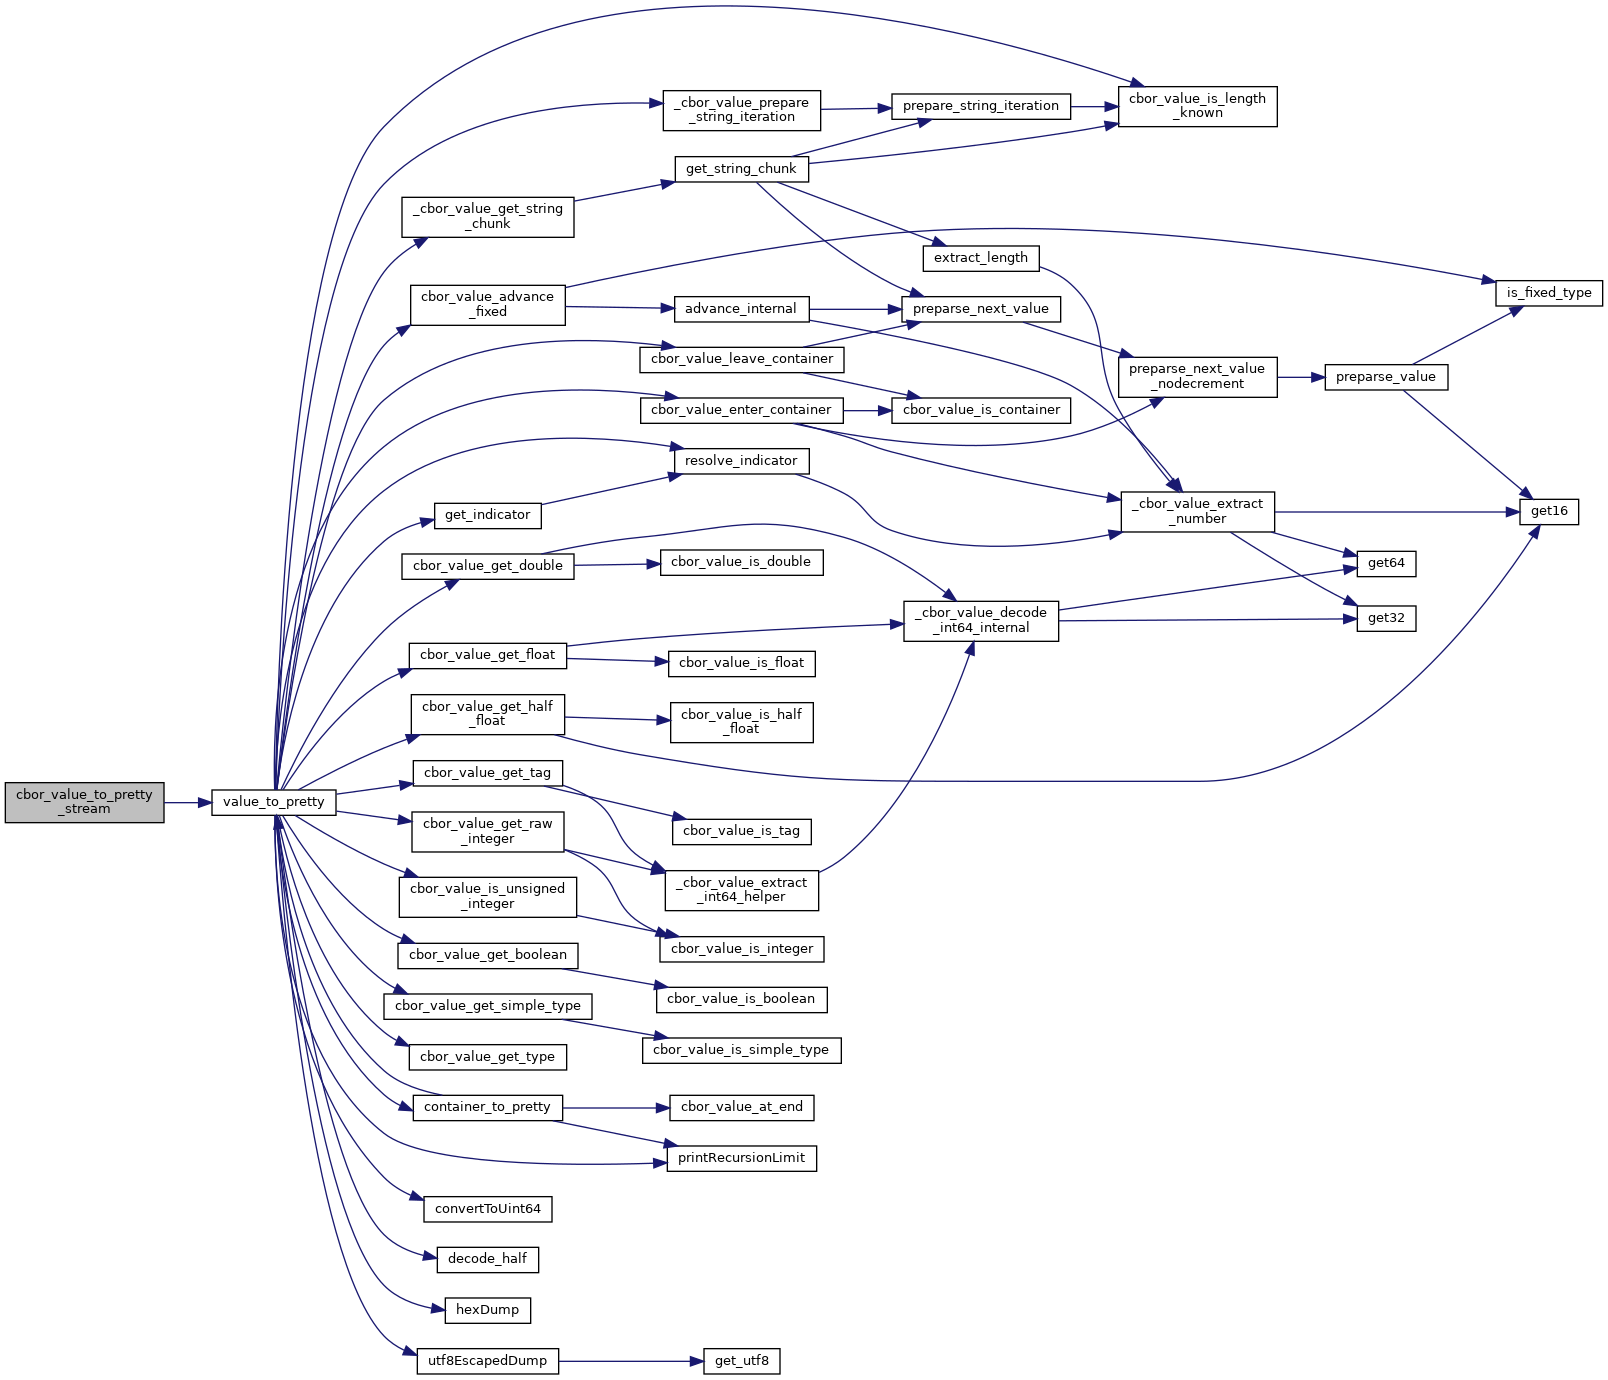 cbor_value_to_pretty
_stream
value_to_pretty
_cbor_value_get_string
_chunk
cbor_value_advance
_fixed
get_indicator
cbor_value_get_double
cbor_value_get_float
cbor_value_get_half
_float
cbor_value_get_tag
cbor_value_get_raw
_integer
cbor_value_is_unsigned
_integer
cbor_value_get_boolean
cbor_value_get_simple_type
cbor_value_get_type
container_to_pretty
convertToUint64
decode_half
hexDump
utf8EscapedDump
_cbor_value_prepare
_string_iteration
get_string_chunk
advance_internal
cbor_value_leave_container
cbor_value_enter_container
resolve_indicator
cbor_value_is_double
cbor_value_is_float
cbor_value_is_half
_float
cbor_value_is_tag
_cbor_value_extract
_int64_helper
cbor_value_is_integer
cbor_value_is_boolean
cbor_value_is_simple_type
cbor_value_at_end
printRecursionLimit
get_utf8
prepare_string_iteration
extract_length
preparse_next_value
cbor_value_is_container
_cbor_value_decode
_int64_internal
cbor_value_is_length
_known
preparse_next_value
_nodecrement
_cbor_value_extract
_number
preparse_value
get64
get32
is_fixed_type
get16